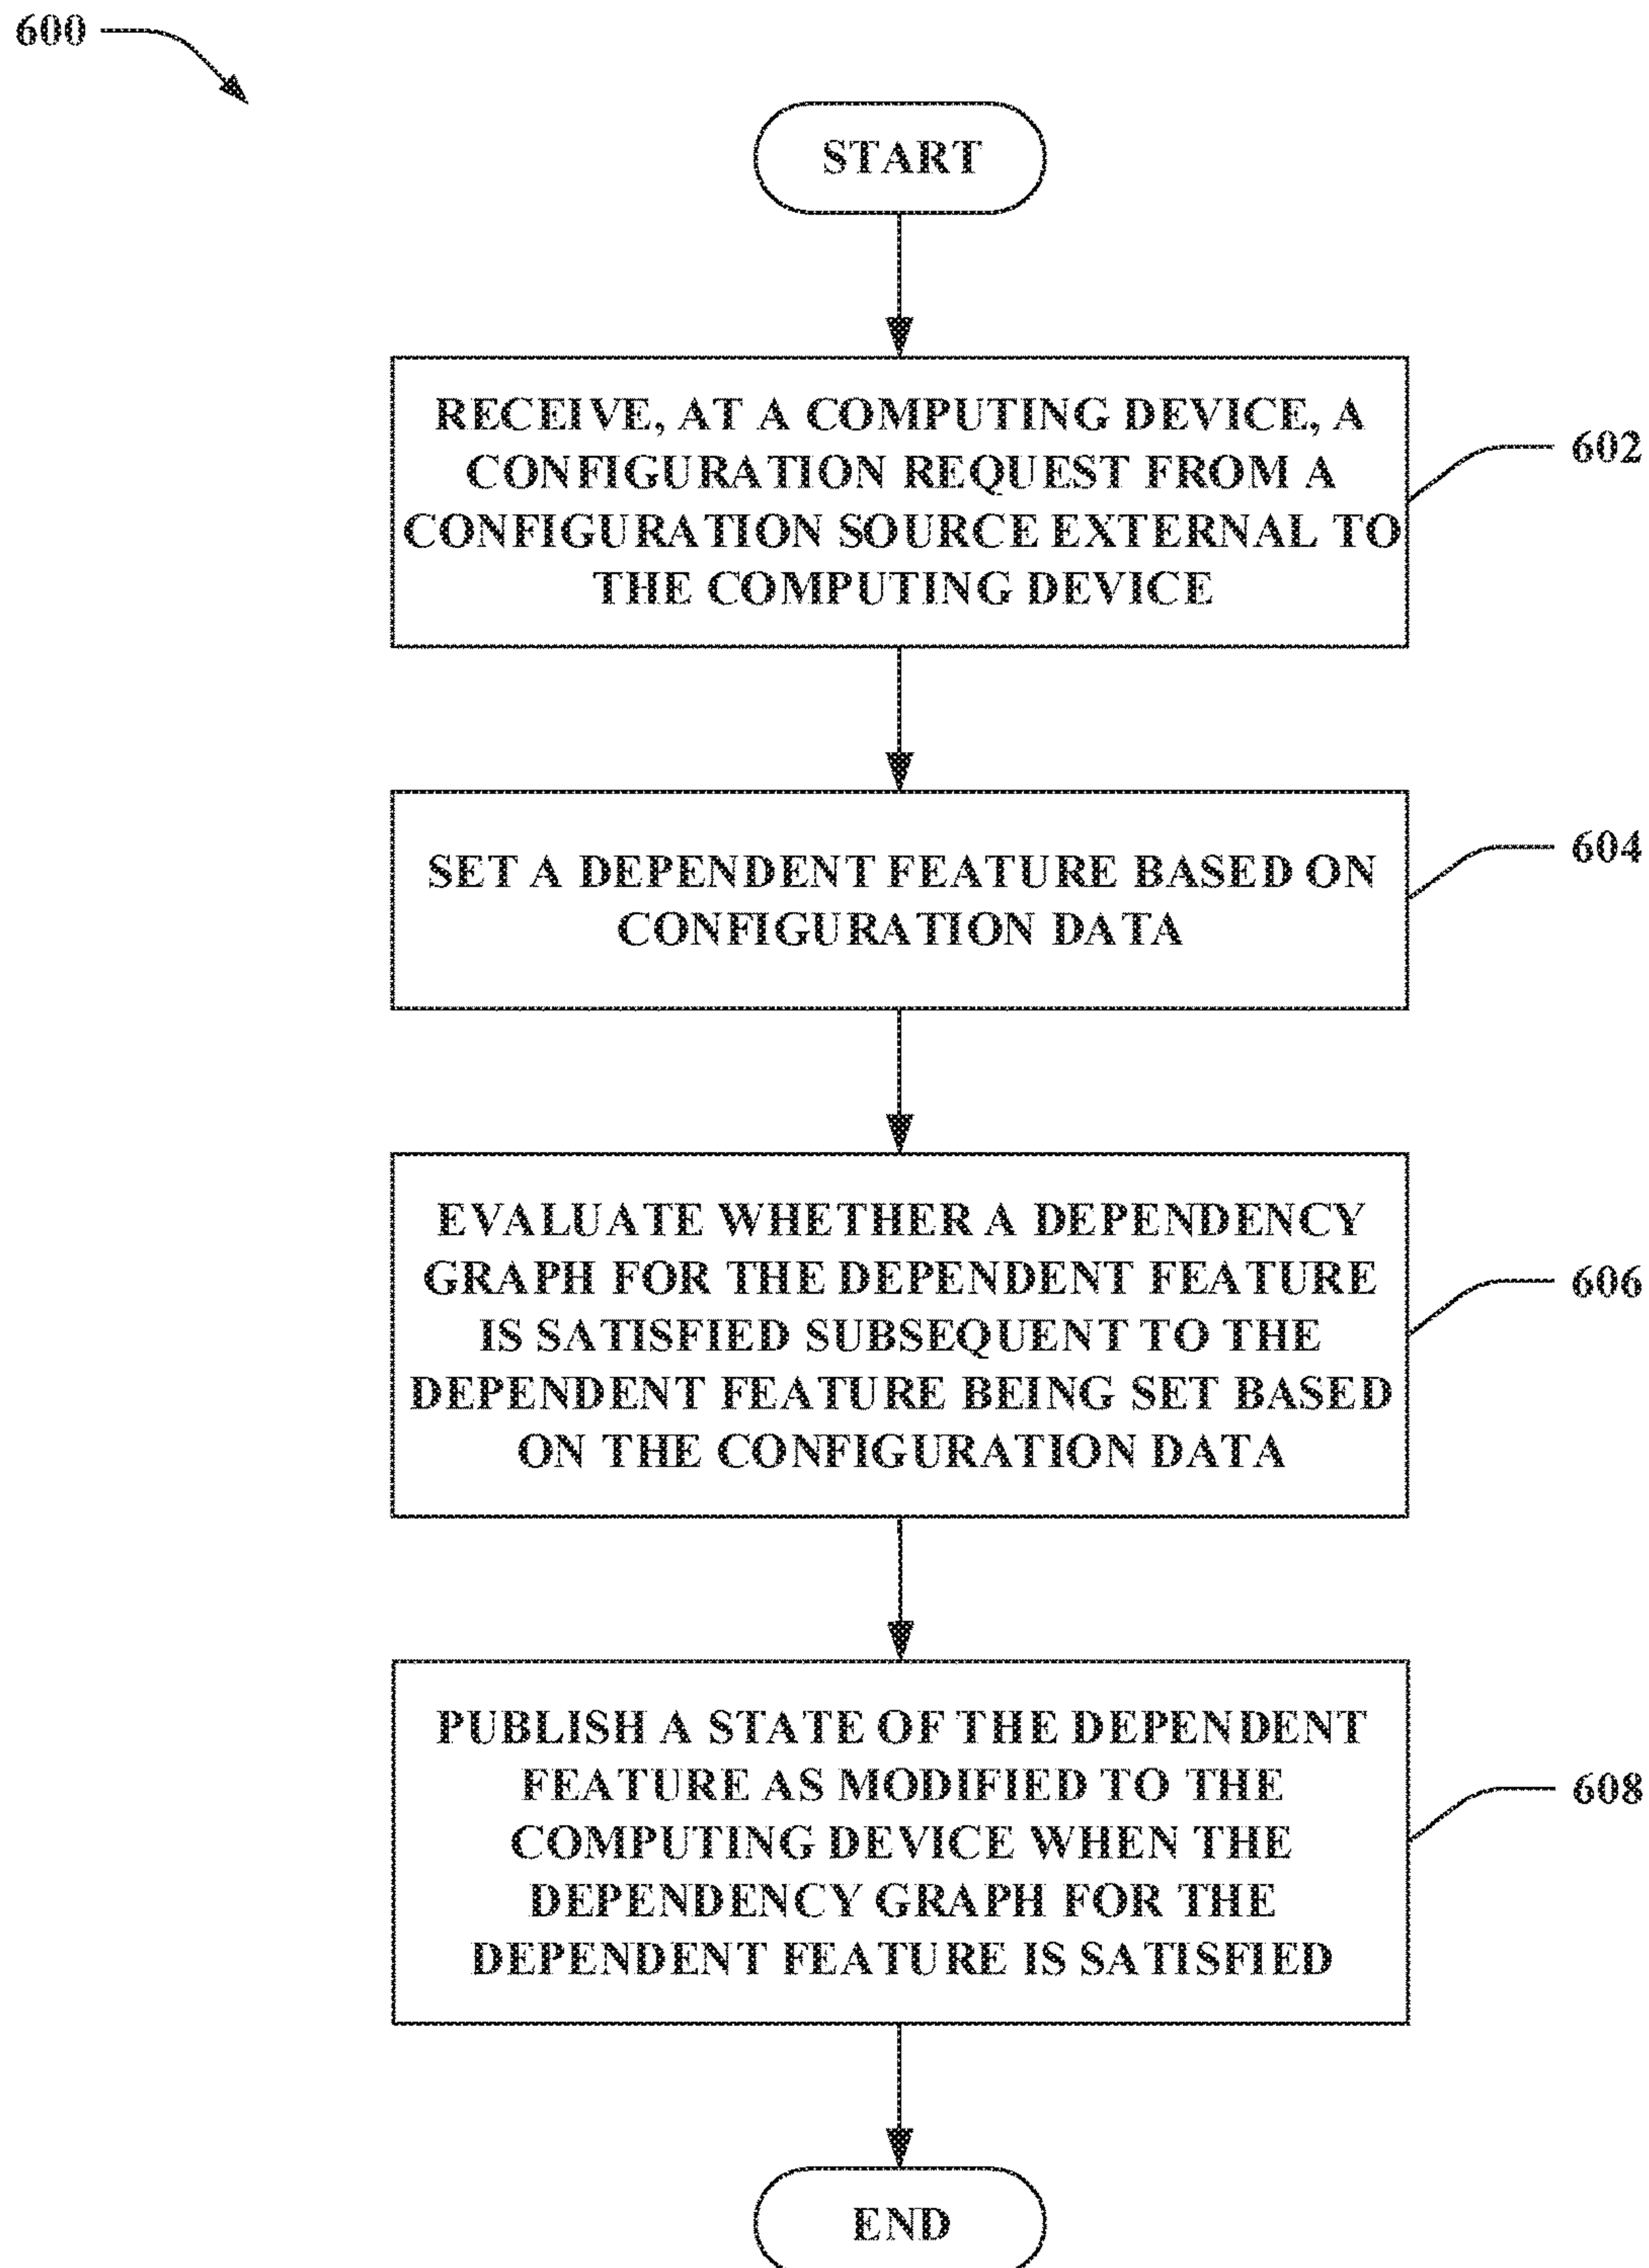 600
START
RECEIVE, AT A COMPUTING DEVICE, A
CONFIGURATION REQUEST FROM A
CONFIGURATION SOURCE EXTERNAL TO
THE COMPUTING DEVICE
602
SET A DEPENDENT FEATURE BASED ON
CONFIGURATION DATA
604
EVALUATE WHETHER A DEPENDENCY
GRAPH FOR THE DEPENDENT FEATURE
IS SATISFIED SUBSEQUENT TO THE
DEPENDENT FEATURE BEING SET BASED
ON THE CONFIGURATION DATA
606
PUBLISH A STATE OF THE DEPENDENT
FEATURE AS MODIFIED TO THE
COMPUTING DEVICE WHEN THE
DEPENDENCY GRAPH FOR THE
DEPENDENT FEATURE IS SATISFIED
608
END